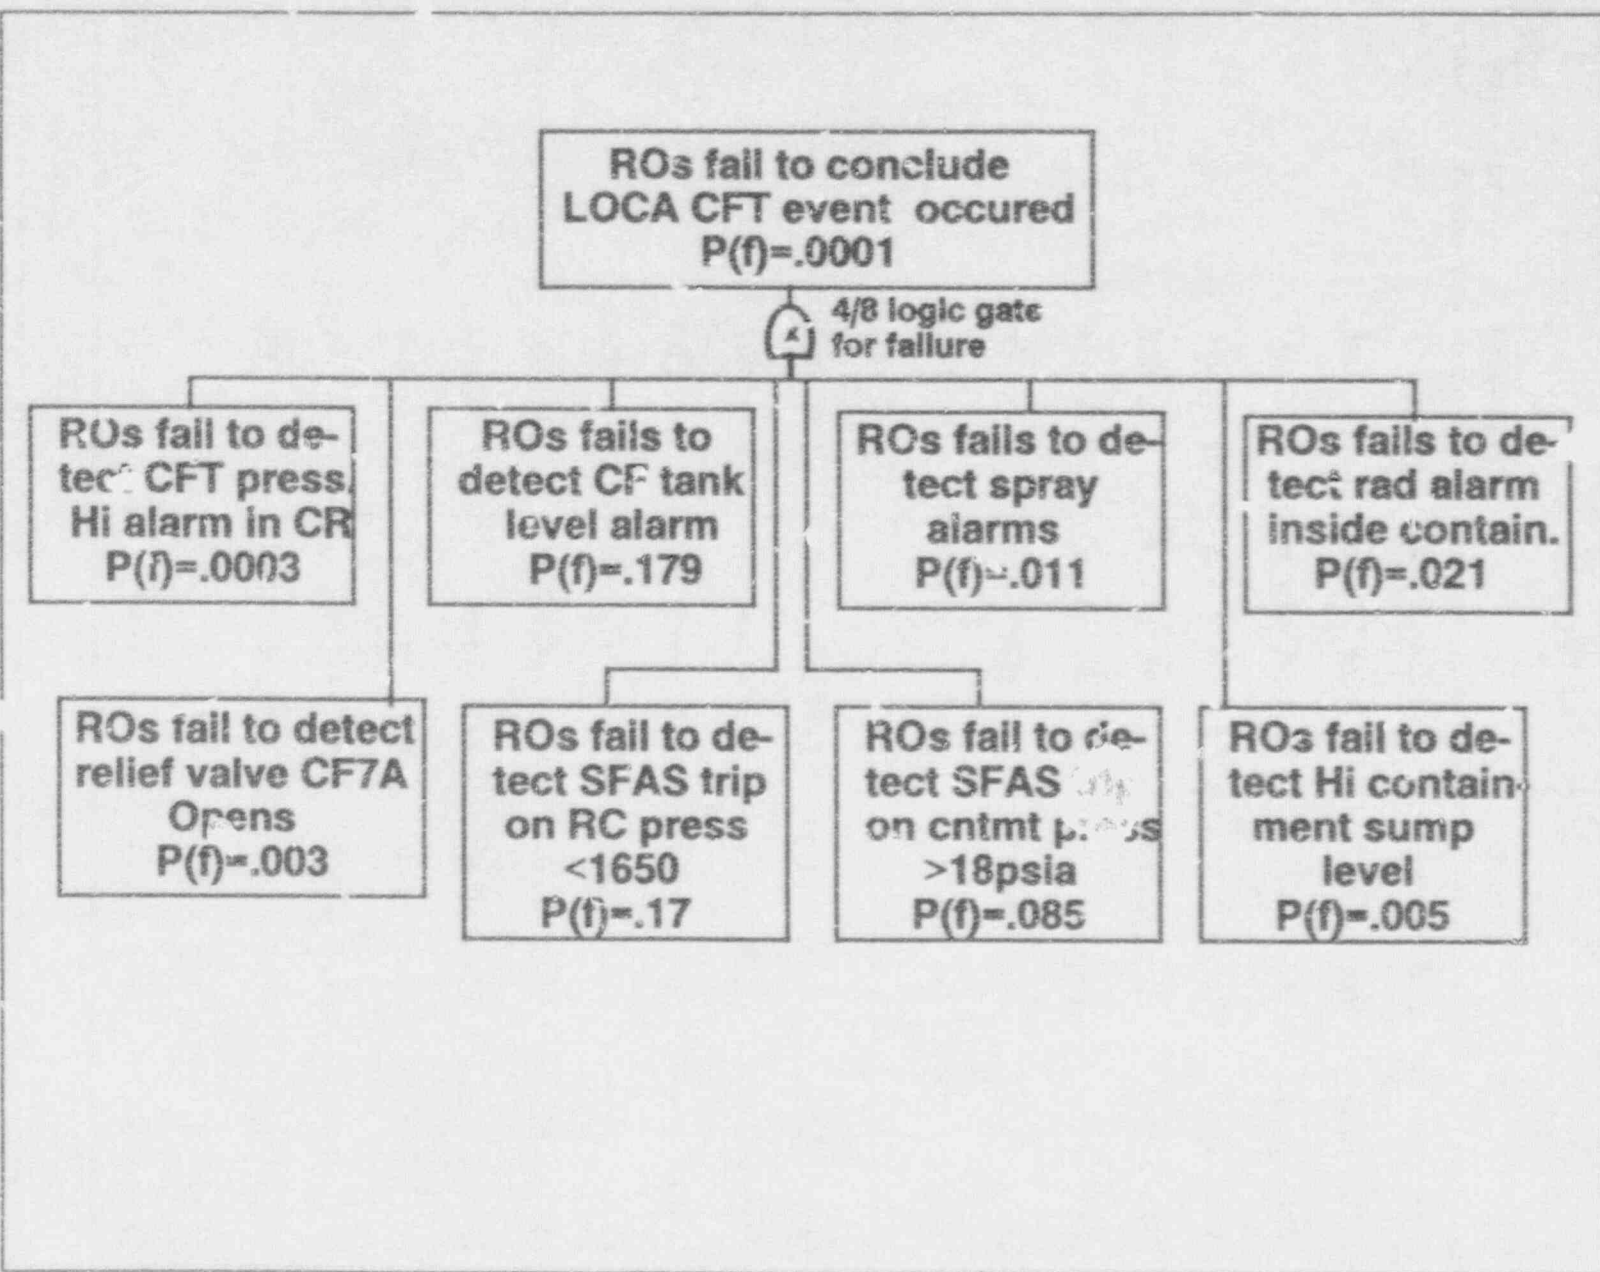 ROs fail to conclude
LOCA CFT event occured
P(f)=.0001
4/8 logic gate
for failure
ROs fail to de-
tect CFT press.
Hi alarm in CR
P(f)=.0003
ROs fails to
detect CF tank
level alarm
P(f)=.179
ROs fails to de-
tect spray
alarms
P(f)=.011
ROs fails to de-
tect rad alarm
inside contain.
P(f)=.021
ROs fail to detect
relief valve CF7A
Opens
P(f)=.003
ROs fail to de-
tect SFAS trip
on RC press
<1650
P(f)=.17
ROs fail to de-
tect SFAS
on cntmt press
>18psia
P(f)=.085
ROs fail to de-
tect Hi contain-
ment sump
level
P(f)=.005